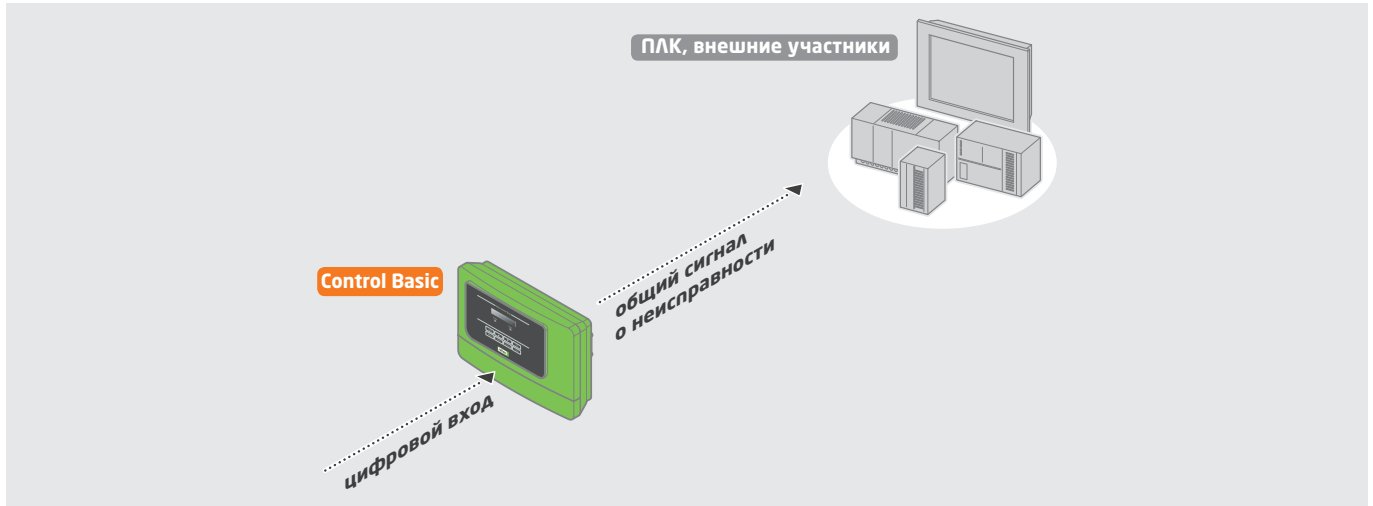 ПЛК, внешние участники
Control Basic
общий сигнал
о неисправности
цифровой вход